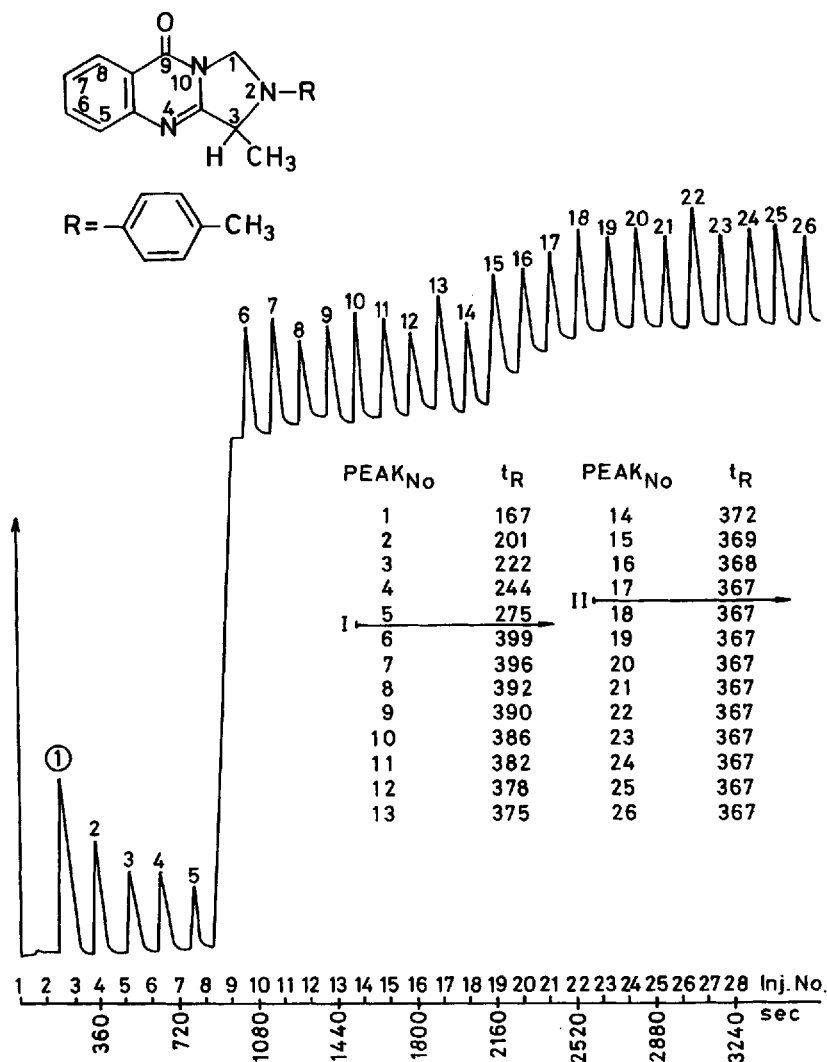 O
9
8
7
6
5
N
10
1
2
N–R
4
N
3
H
CH₃
R=
CH₃
6 7 8 9 10 11 12 13 14 15 16 17 18 19 20 21 22 23 24 25 26
PEAK No t R PEAK No t R
1 167 14 372
2 201 15 369
3 222 16 368
4 244 17 367
I II
5 275 18 367
6 399 19 367
7 396 20 367
8 392 21 367
9 390 22 367
10 386 23 367
11 382 24 367
12 378 25 367
13 375 26 367
① 2 3 4 5
1 2 3 4 5 6 7 8 9 10 11 12 13 14 15 16 17 18 19 20 21 22 23 24 25 26 27 28 Inj. No.
360 720 1080 1440 1800 2160 2520 2880 3240 sec